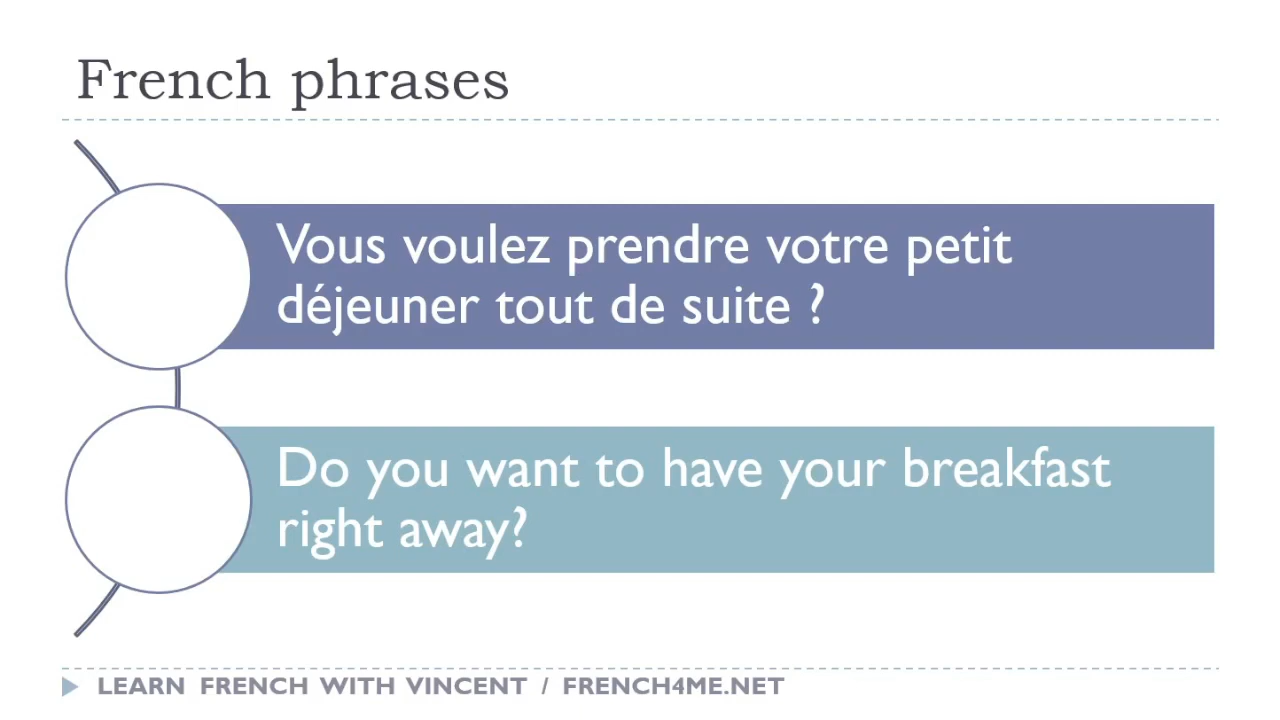 French phrases
Vous voulez prendre votre petit
déjeuner tout de suite ?
Do you want to have your breakfast
right away?
LEARN FRENCH WITH VINCENT / FRENCH4ME.NET